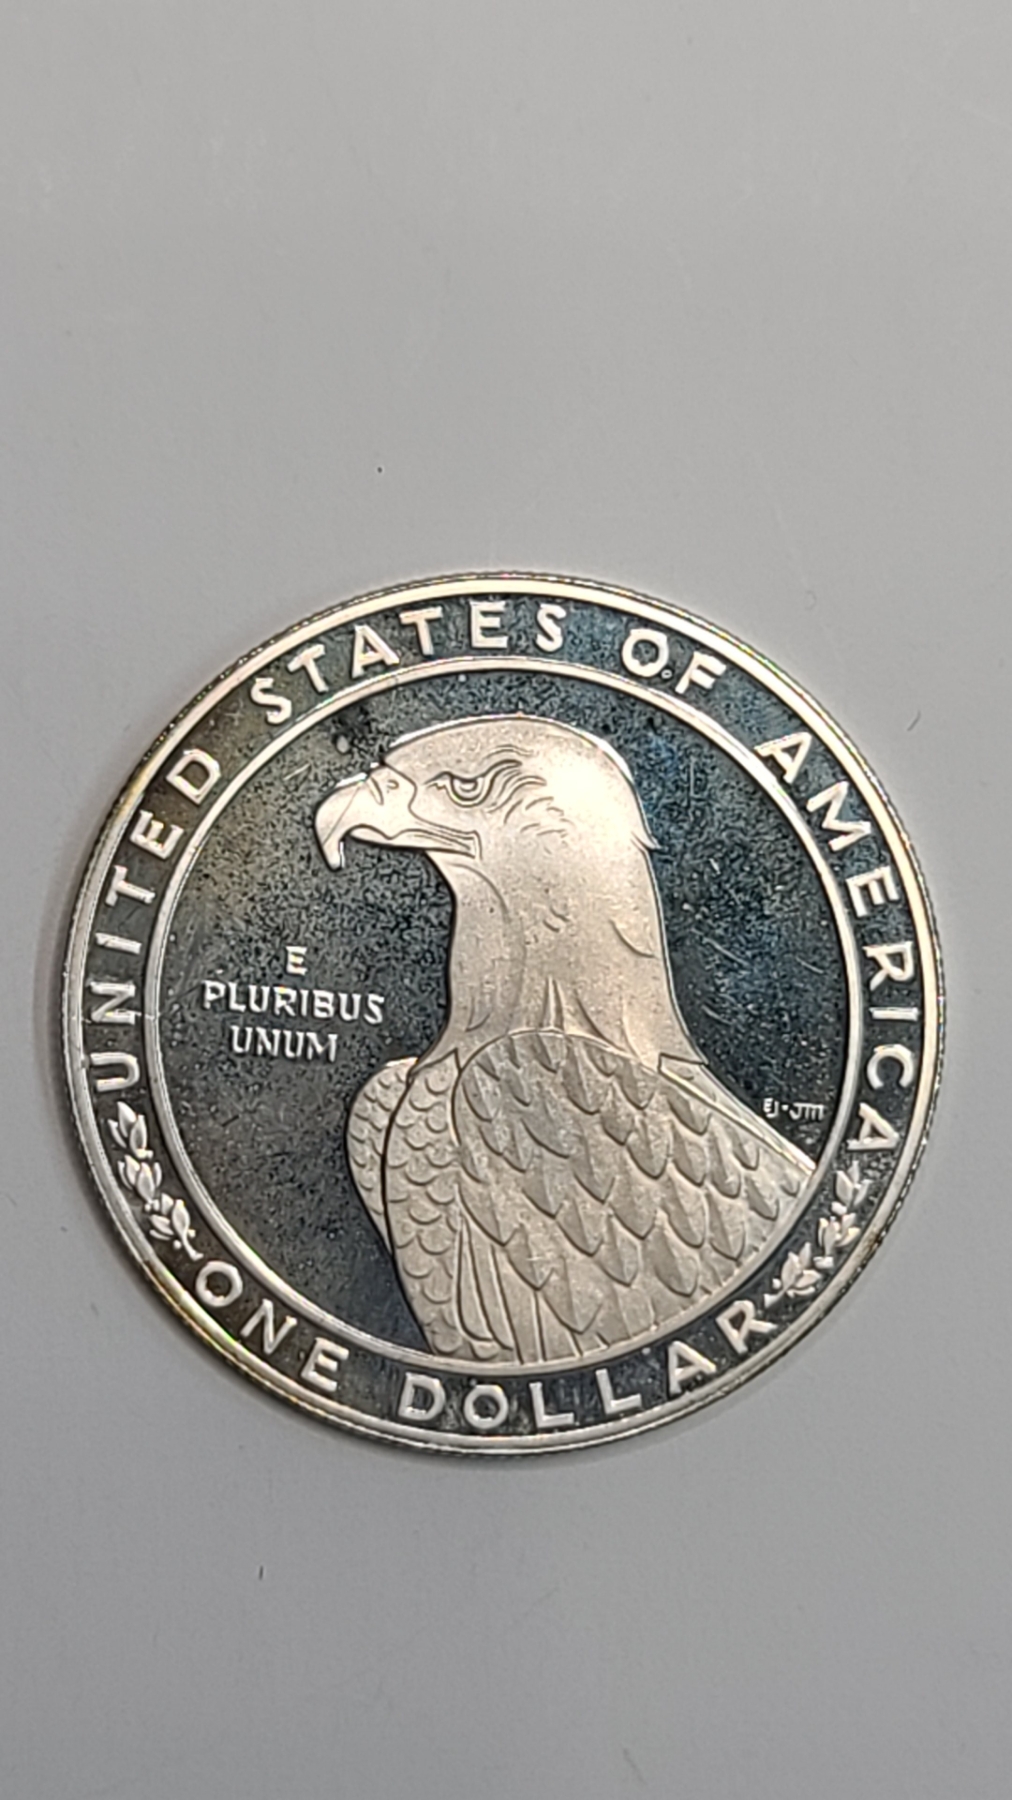 UNITED STATES OF AMERICA
E
PLURIBUS
UNUM
EJ·JM
ONE DOLLAR